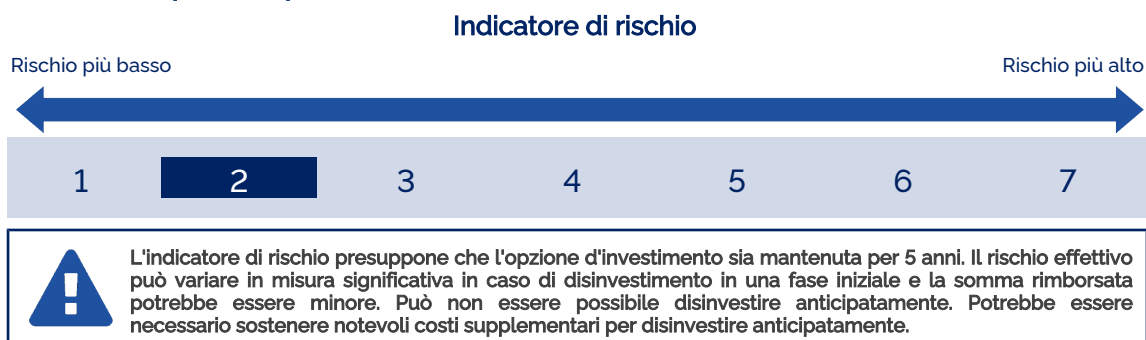 Indicatore di rischio
Rischio più basso
Rischio più alto
1 2 3 4 5 6 7
L'indicatore di rischio presuppone che l'opzione d'investimento sia mantenuta per 5 anni. Il rischio effettivo
può variare in misura significativa in caso di disinvestimento in una fase iniziale e la somma rimborsata
potrebbe essere minore. Può non essere possibile disinvestire anticipatamente. Potrebbe essere
necessario sostenere notevoli costi supplementari per disinvestire anticipatamente.